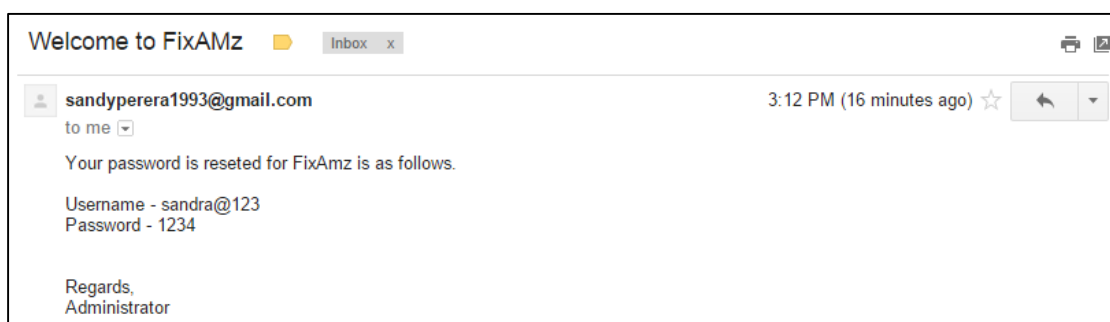 Welcome to FixAMz
Inbox x
sandyperera1993@gmail.com
3:12 PM (16 minutes ago)
to me
Your password is reseted for FixAmz is as follows.
Username - sandra@123
Password - 1234
Regards,
Administrator